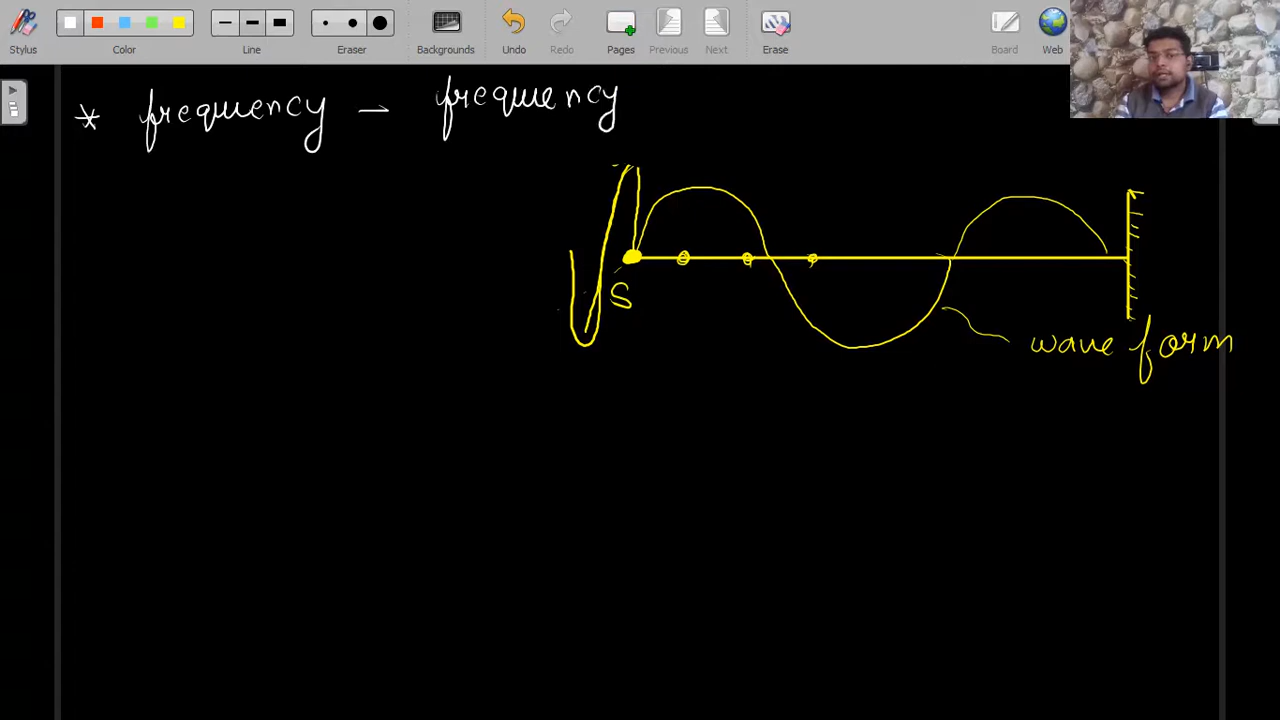 Stylus
Color
Line
Eraser
Backgrounds
Undo
Redo
Pages
Previous
Next
Erase
Board
Web
* frequency — frequency
S
wave form